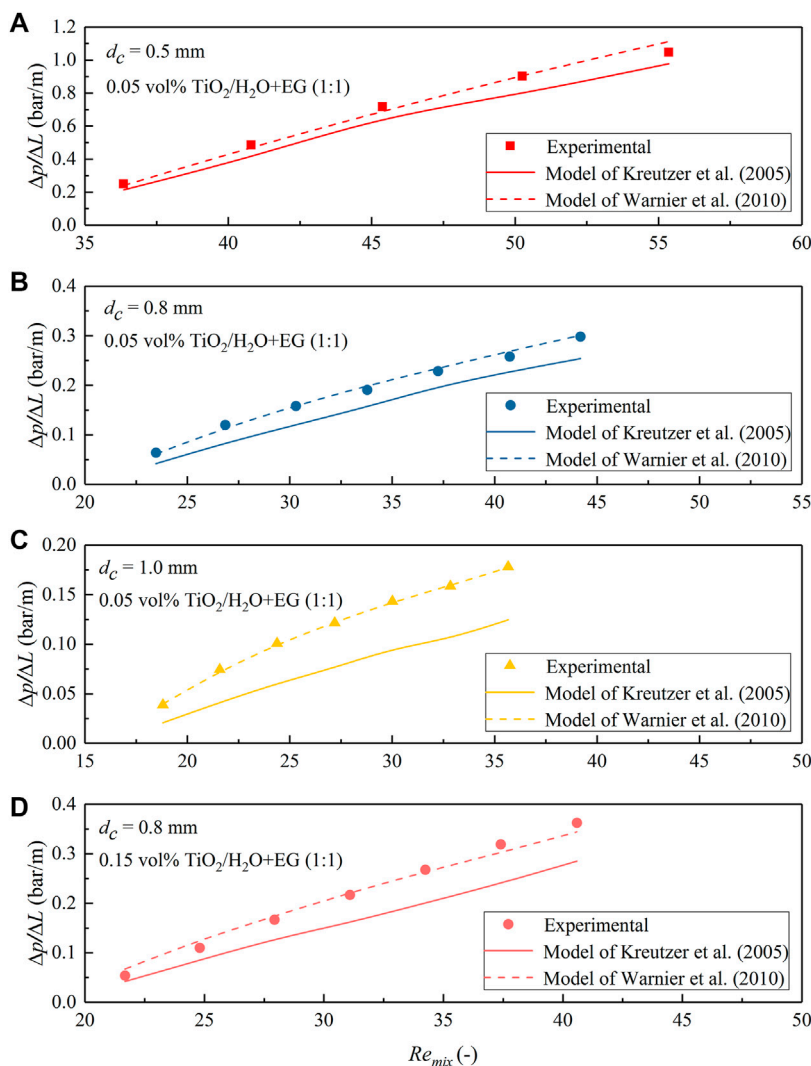 A
d_c = 0.5 mm
0.05 vol% TiO₂/H₂O+EG (1:1)
Δp/ΔL (bar/m)
1.2
1.0
0.8
0.6
0.4
0.2
0.0
Experimental
Model of Kreutzer et al. (2005)
Model of Warnier et al. (2010)
35 40 45 50 55 60
B
d_c = 0.8 mm
0.05 vol% TiO₂/H₂O+EG (1:1)
Δp/ΔL (bar/m)
0.4
0.3
0.2
0.1
0.0
Experimental
Model of Kreutzer et al. (2005)
Model of Warnier et al. (2010)
20 25 30 35 40 45 50 55
C
d_c = 1.0 mm
0.05 vol% TiO₂/H₂O+EG (1:1)
Δp/ΔL (bar/m)
0.20
0.15
0.10
0.05
0.00
Experimental
Model of Kreutzer et al. (2005)
Model of Warnier et al. (2010)
15 20 25 30 35 40 45 50
D
d_c = 0.8 mm
0.15 vol% TiO₂/H₂O+EG (1:1)
Δp/ΔL (bar/m)
0.4
0.3
0.2
0.1
0.0
Experimental
Model of Kreutzer et al. (2005)
Model of Warnier et al. (2010)
20 25 30 35 40 45 50
Re_mix (-)